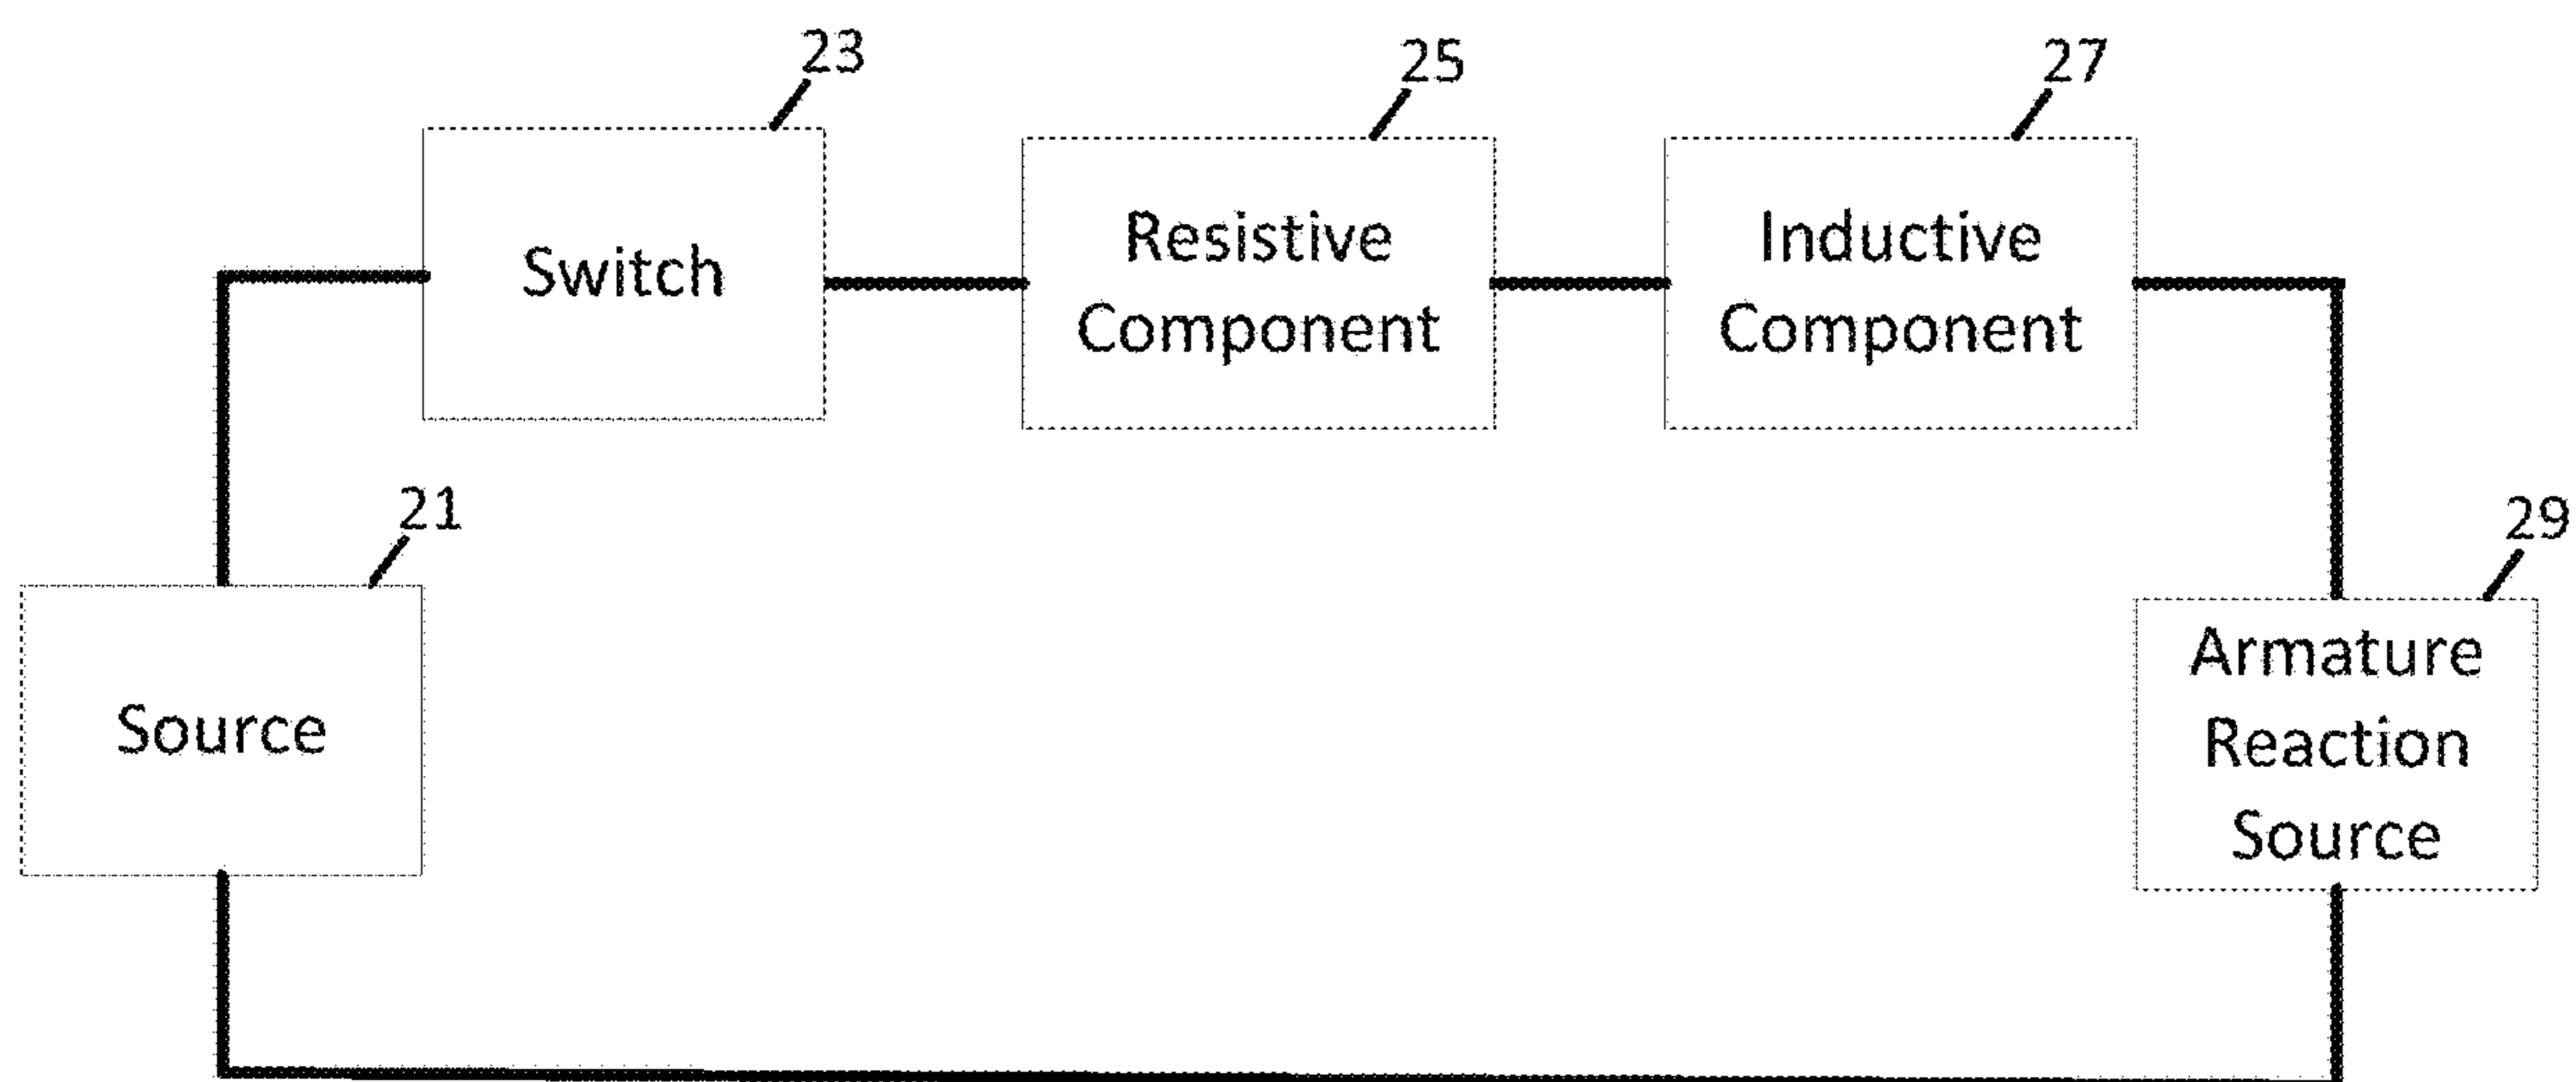 23
25
27
Switch
Resistive
Component
Inductive
Component
21
29
Source
Armature
Reaction
Source